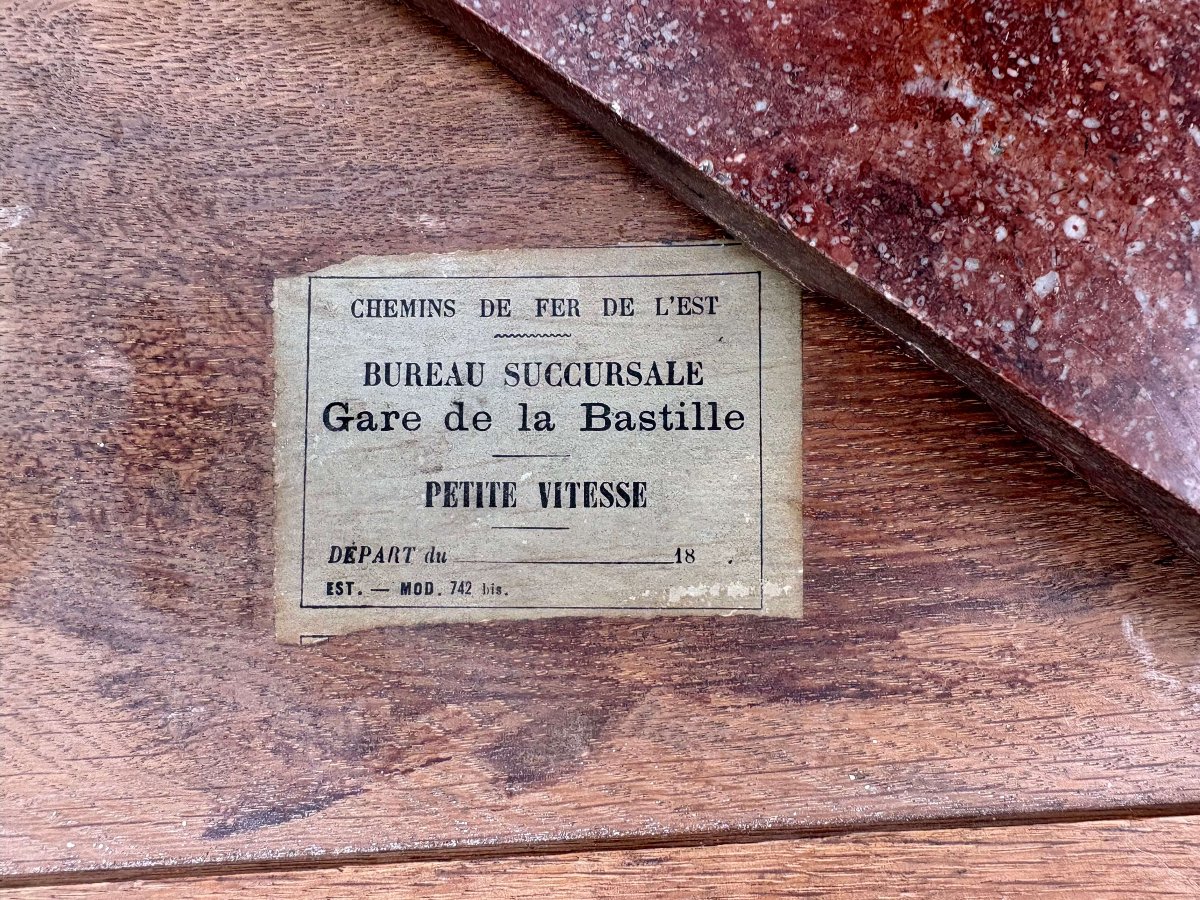 CHEMINS DE FER DE L'EST
BUREAU SUCCURSALE
Gare de la Bastille
PETITE VITESSE
DÉPART du 18 .
EST. — MOD. 742 bis.